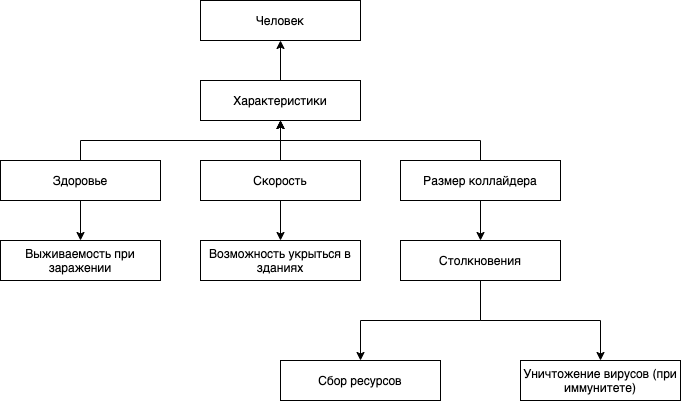 Человек
Характеристики
Здоровье
Скорость
Размер коллайдера
Выживаемость при
заражении
Возможность укрыться в
зданиях
Столкновения
Сбор ресурсов
Уничтожение вирусов (при
иммунитете)